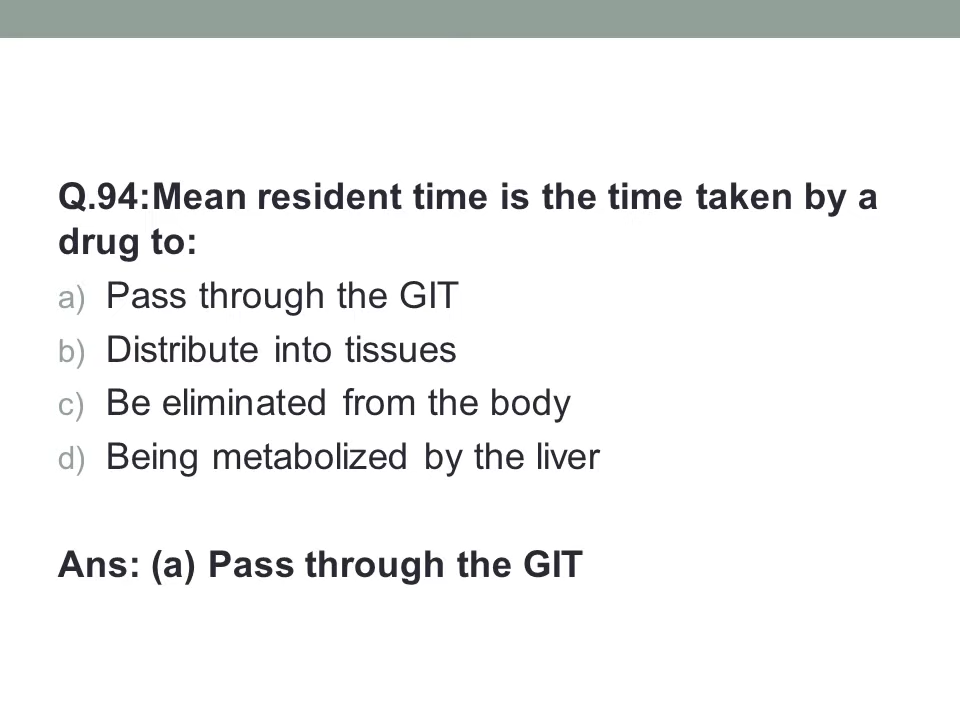 Q.94:Mean resident time is the time taken by a
drug to:
a) Pass through the GIT
b) Distribute into tissues
c) Be eliminated from the body
d) Being metabolized by the liver
Ans: (a) Pass through the GIT